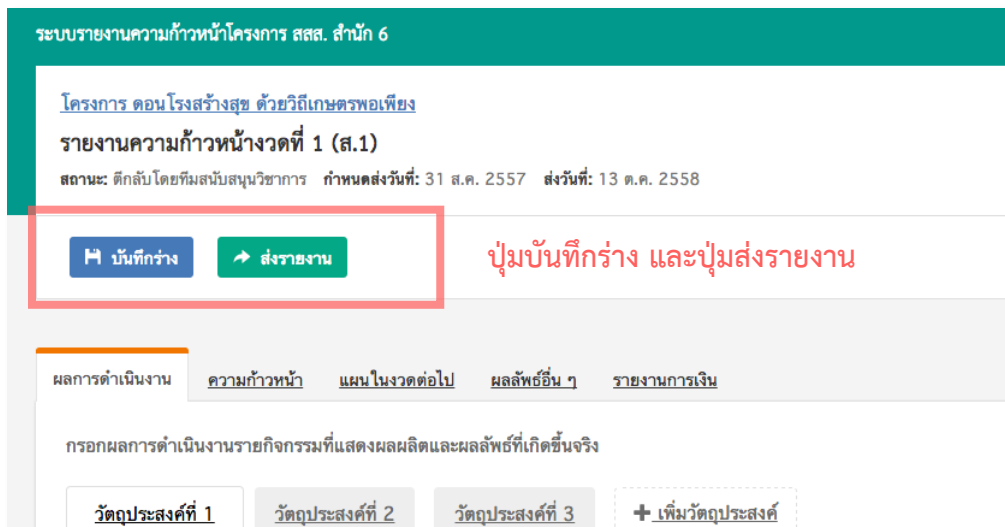 ระบบรายงานความก้าวหน้าโครงการ สสส. สำนัก 6
โครงการ ดอนโรงสร้างสุข ด้วยวิถีเกษตรพอเพียง
รายงานความก้าวหน้างวดที่ 1 (ส.1)
สถานะ: ตีกลับโดยทีมสนับสนุนวิชาการ กำหนดส่งวันที่: 31 ส.ค. 2557 ส่งวันที่: 13 ต.ค. 2558
บันทึกร่าง ส่งรายงาน ปุ่มบันทึกร่าง และปุ่มส่งรายงาน
ผลการดำเนินงาน ความก้าวหน้า แผนในงวดต่อไป ผลลัพธ์อื่น ๆ รายงานการเงิน
กรอกผลการดำเนินงานรายกิจกรรมที่แสดงผลผลิตและผลลัพธ์ที่เกิดขึ้นจริง
วัตถุประสงค์ที่ 1 วัตถุประสงค์ที่ 2 วัตถุประสงค์ที่ 3 + เพิ่มวัตถุประสงค์